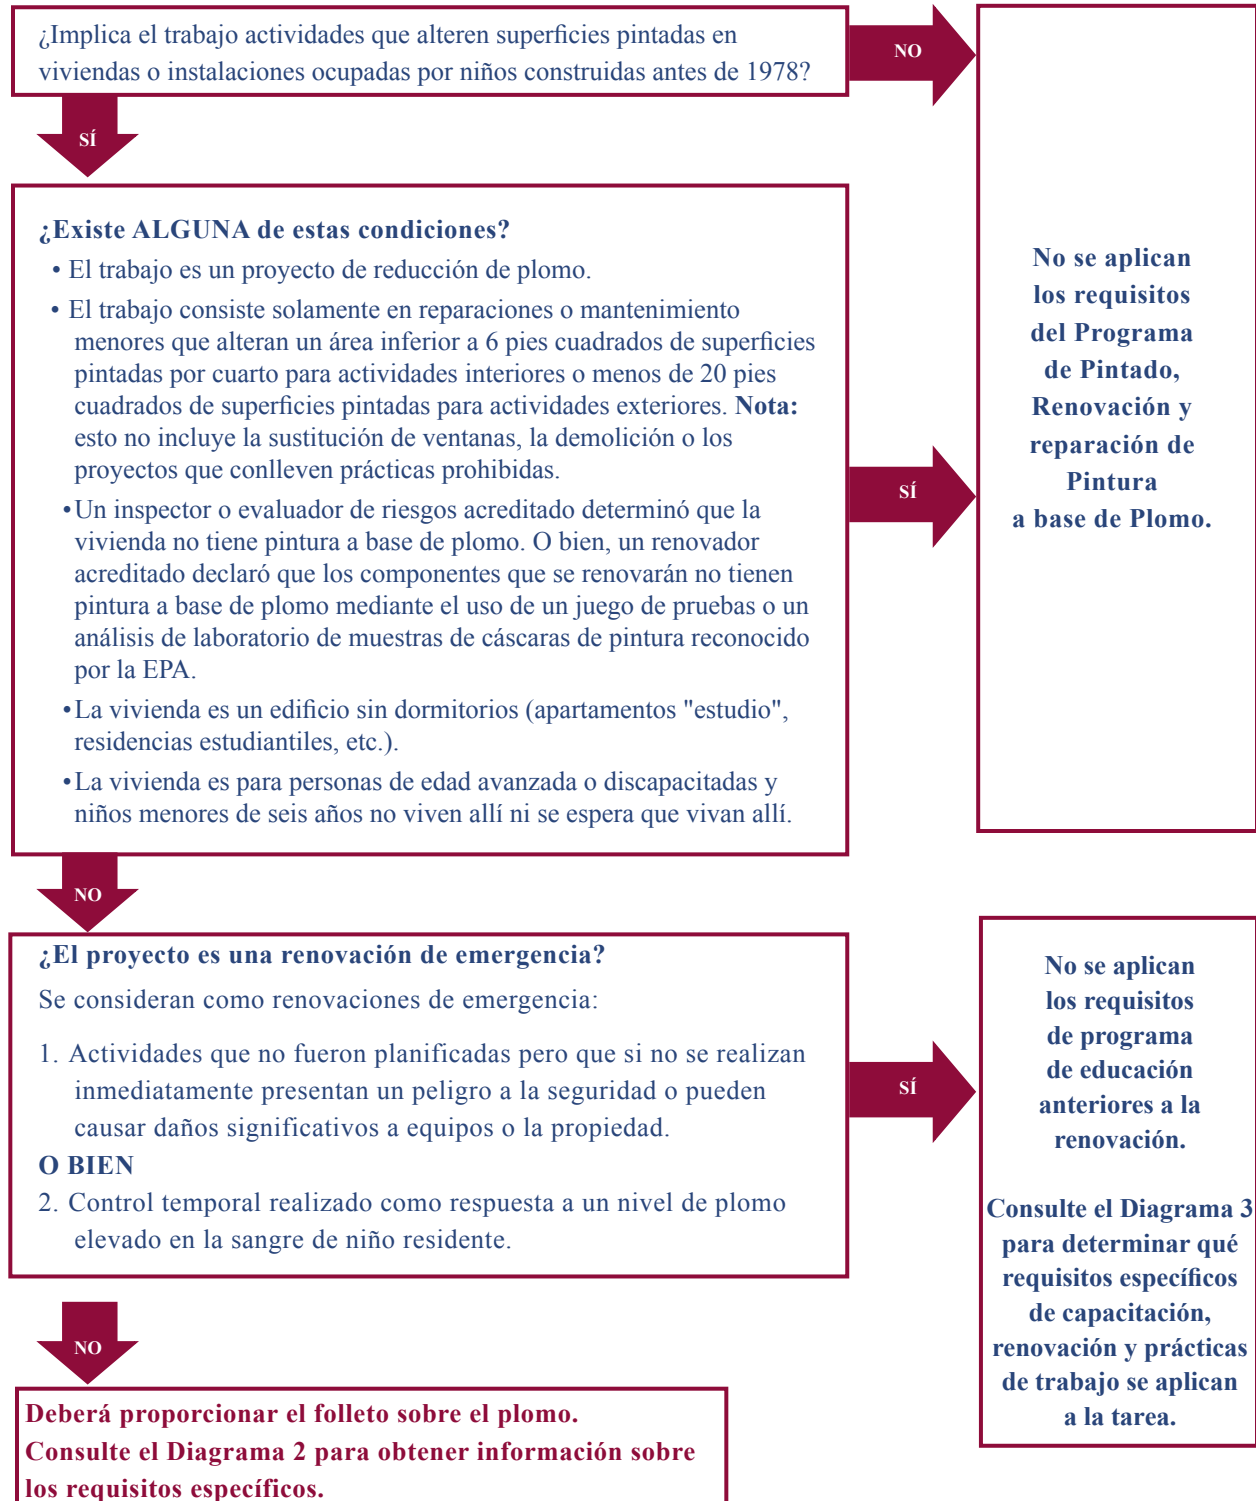 ¿Implica el trabajo actividades que alteren superficies pintadas en
viviendas o instalaciones ocupadas por niños construidas antes de 1978?
NO
SÍ
¿Existe ALGUNA de estas condiciones?
• El trabajo es un proyecto de reducción de plomo.
• El trabajo consiste solamente en reparaciones o mantenimiento
menores que alteran un área inferior a 6 pies cuadrados de superficies
pintadas por cuarto para actividades interiores o menos de 20 pies
cuadrados de superficies pintadas para actividades exteriores. Nota:
esto no incluye la sustitución de ventanas, la demolición o los
proyectos que conlleven prácticas prohibidas.
•Un inspector o evaluador de riesgos acreditado determinó que la
vivienda no tiene pintura a base de plomo. O bien, un renovador
acreditado declaró que los componentes que se renovarán no tienen
pintura a base de plomo mediante el uso de un juego de pruebas o un
análisis de laboratorio de muestras de cáscaras de pintura reconocido
por la EPA.
•La vivienda es un edificio sin dormitorios (apartamentos "estudio",
residencias estudiantiles, etc.).
•La vivienda es para personas de edad avanzada o discapacitadas y
niños menores de seis años no viven allí ni se espera que vivan allí.
SÍ
No se aplican
los requisitos
del Programa
de Pintado,
Renovación y
reparación de
Pintura
a base de Plomo.
NO
¿El proyecto es una renovación de emergencia?
Se consideran como renovaciones de emergencia:
1. Actividades que no fueron planificadas pero que si no se realizan
inmediatamente presentan un peligro a la seguridad o pueden
causar daños significativos a equipos o la propiedad.
O BIEN
2. Control temporal realizado como respuesta a un nivel de plomo
elevado en la sangre de niño residente.
SÍ
No se aplican
los requisitos
de programa
de educación
anteriores a la
renovación.
Consulte el Diagrama 3
para determinar qué
requisitos específicos
de capacitación,
renovación y prácticas
de trabajo se aplican
a la tarea.
NO
Deberá proporcionar el folleto sobre el plomo.
Consulte el Diagrama 2 para obtener información sobre
los requisitos específicos.